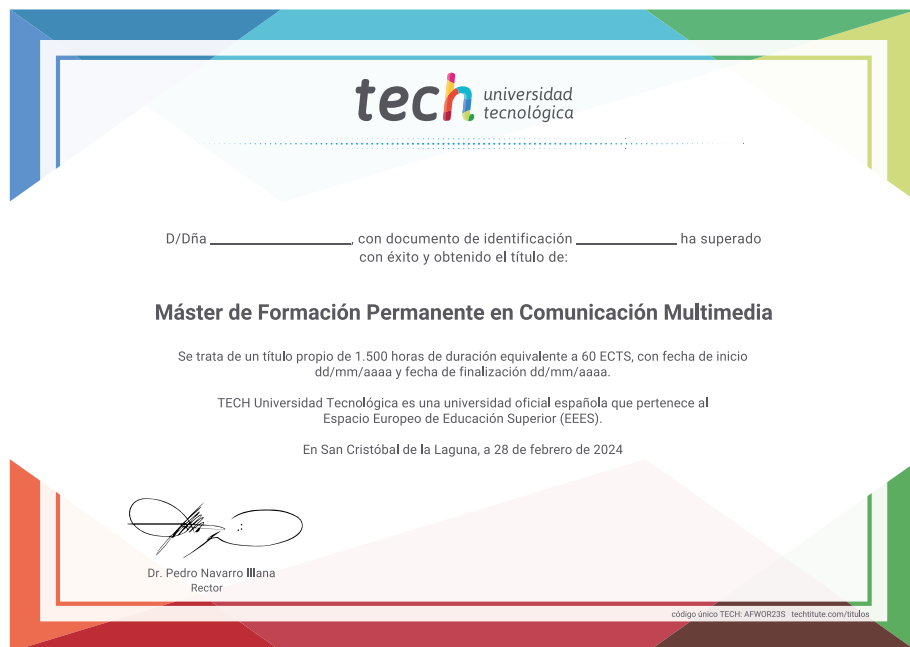 tech universidad
tecnológica
D/Dña ________________, con documento de identificación ____________ ha superado
con éxito y obtenido el título de:
Máster de Formación Permanente en Comunicación Multimedia
Se trata de un título propio de 1.500 horas de duración equivalente a 60 ECTS, con fecha de inicio
dd/mm/aaaa y fecha de finalización dd/mm/aaaa.
TECH Universidad Tecnológica es una universidad oficial española que pertenece al
Espacio Europeo de Educación Superior (EEES).
En San Cristóbal de la Laguna, a 28 de febrero de 2024
Dr. Pedro Navarro Illana
Rector
código único TECH: AFWOR23S techtitute.com/titulos